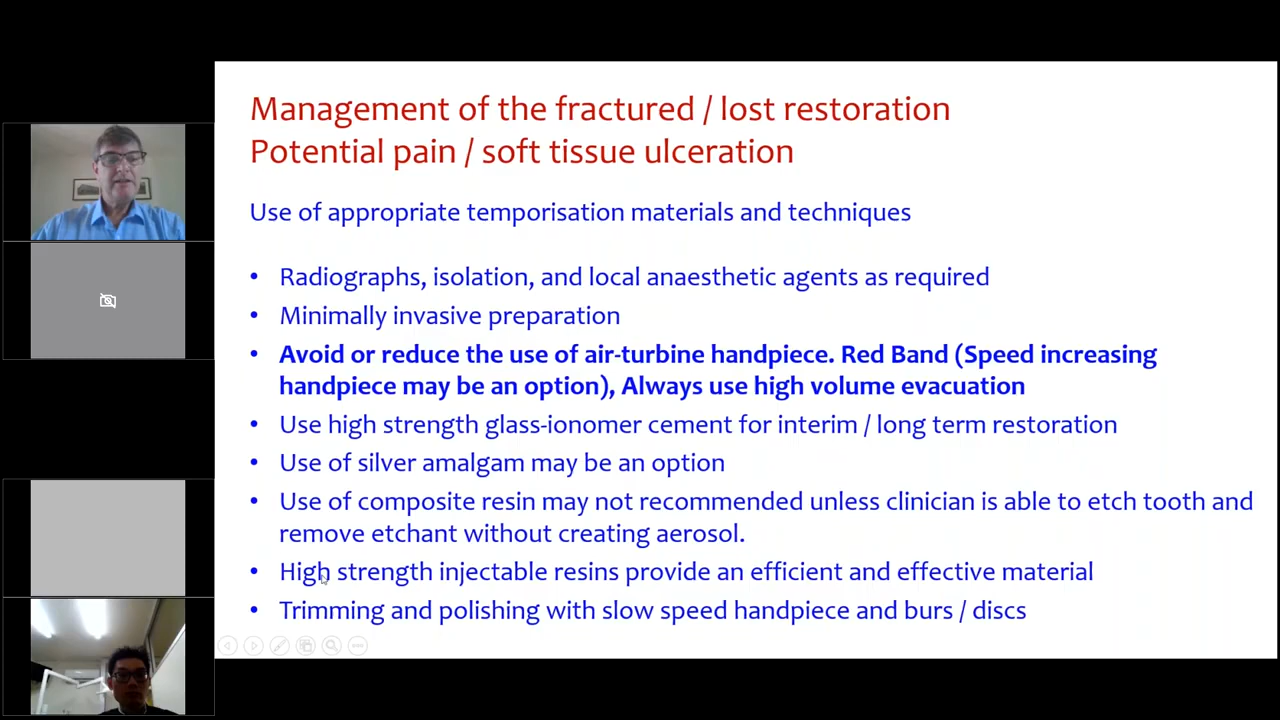 Management of the fractured / lost restoration
Potential pain / soft tissue ulceration
Use of appropriate temporisation materials and techniques
• Radiographs, isolation, and local anaesthetic agents as required
• Minimally invasive preparation
• Avoid or reduce the use of air-turbine handpiece. Red Band (Speed increasing
handpiece may be an option), Always use high volume evacuation
• Use high strength glass-ionomer cement for interim / long term restoration
• Use of silver amalgam may be an option
• Use of composite resin may not recommended unless clinician is able to etch tooth and
remove etchant without creating aerosol.
• High strength injectable resins provide an efficient and effective material
• Trimming and polishing with slow speed handpiece and burs / discs